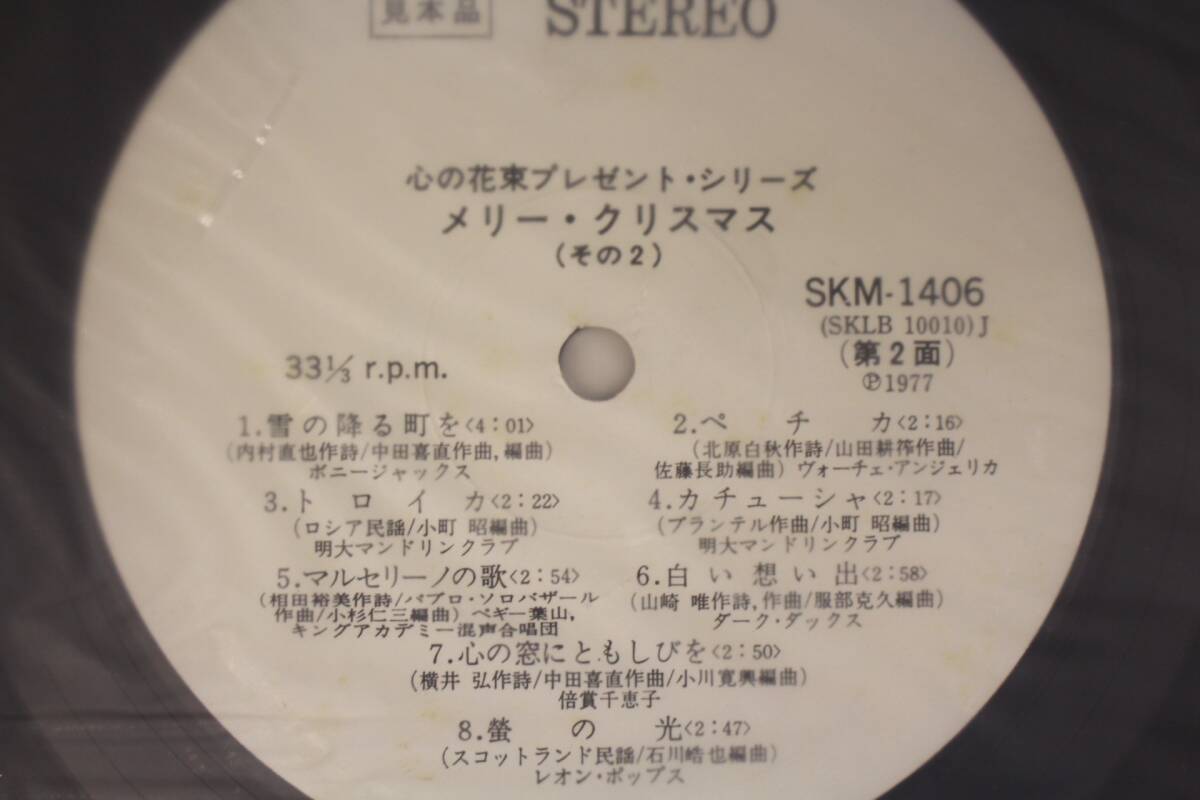 見本品 STEREO
心の花束プレゼント・シリーズ
メリー・クリスマス
(その2)
SKM-1406
(SKLB 10010)J
(第2面)
℗1977
33⅓ r.p.m.
1.雪の降る町を<4:01>
(内村直也作詩/中田喜直作曲,編曲)
ボニージャックス
2.ペチカ<2:16>
(北原白秋作詩/山田耕筰作曲/
佐藤長助編曲) ヴォーチェ・アンジェリカ
3.トロイカ<2:22>
(ロシア民謡/小町 昭編曲)
明大マンドリンクラブ
4.カチューシャ<2:17>
(ブランテル作曲/小町 昭編曲)
明大マンドリンクラブ
5.マルセリーノの歌<2:54>
(相田裕美作詩/パブロ・ソロバザール
作曲/小杉仁三編曲) ペギー葉山,
キングアカデミー混声合唱団
6.白い想い出<2:58>
(山崎 唯作詩,作曲/服部克久編曲)
ダーク・ダックス
7.心の窓にともしびを<2:50>
(横井 弘作詩/中田喜直作曲/小川寛興編曲)
倍賞千恵子
8.螢の光<2:47>
(スコットランド民謡/石川皓也編曲)
レオン・ポップス